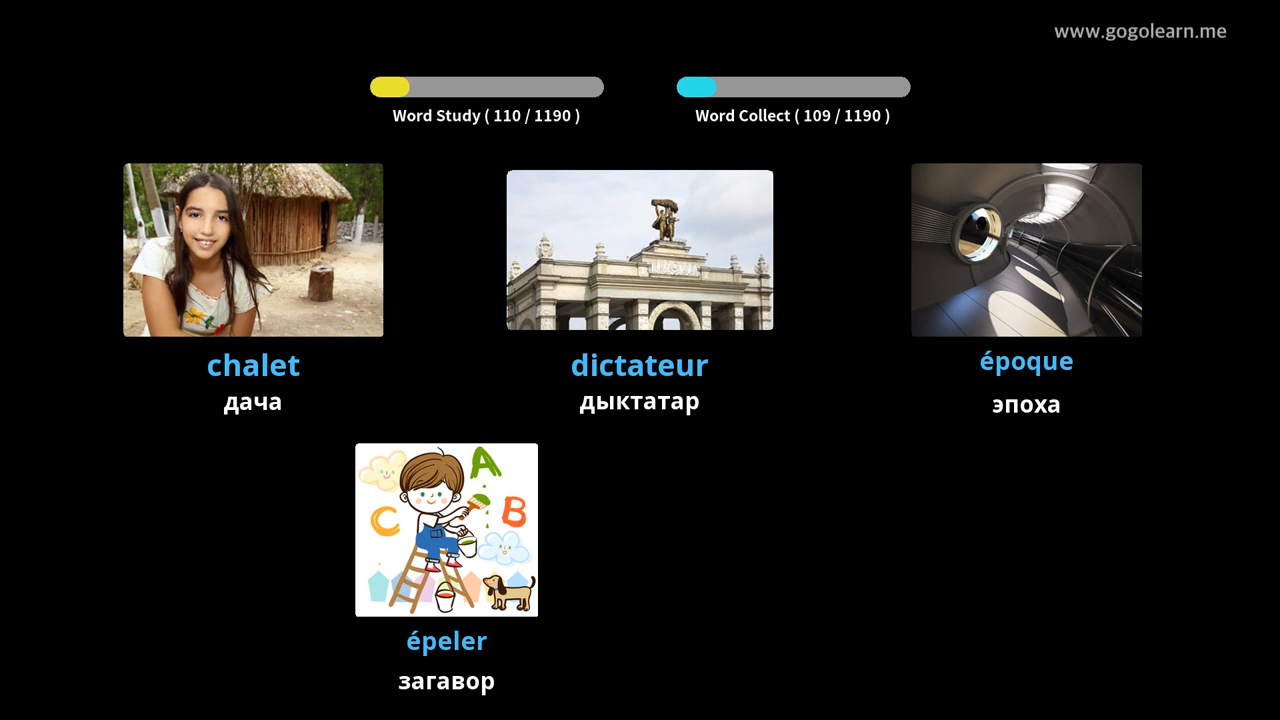 www.gogolearn.me
Word Study ( 110 / 1190 )
Word Collect ( 109 / 1190 )
chalet
дача
dictateur
дыктатар
époque
эпоха
A
B
C
épeler
загавор